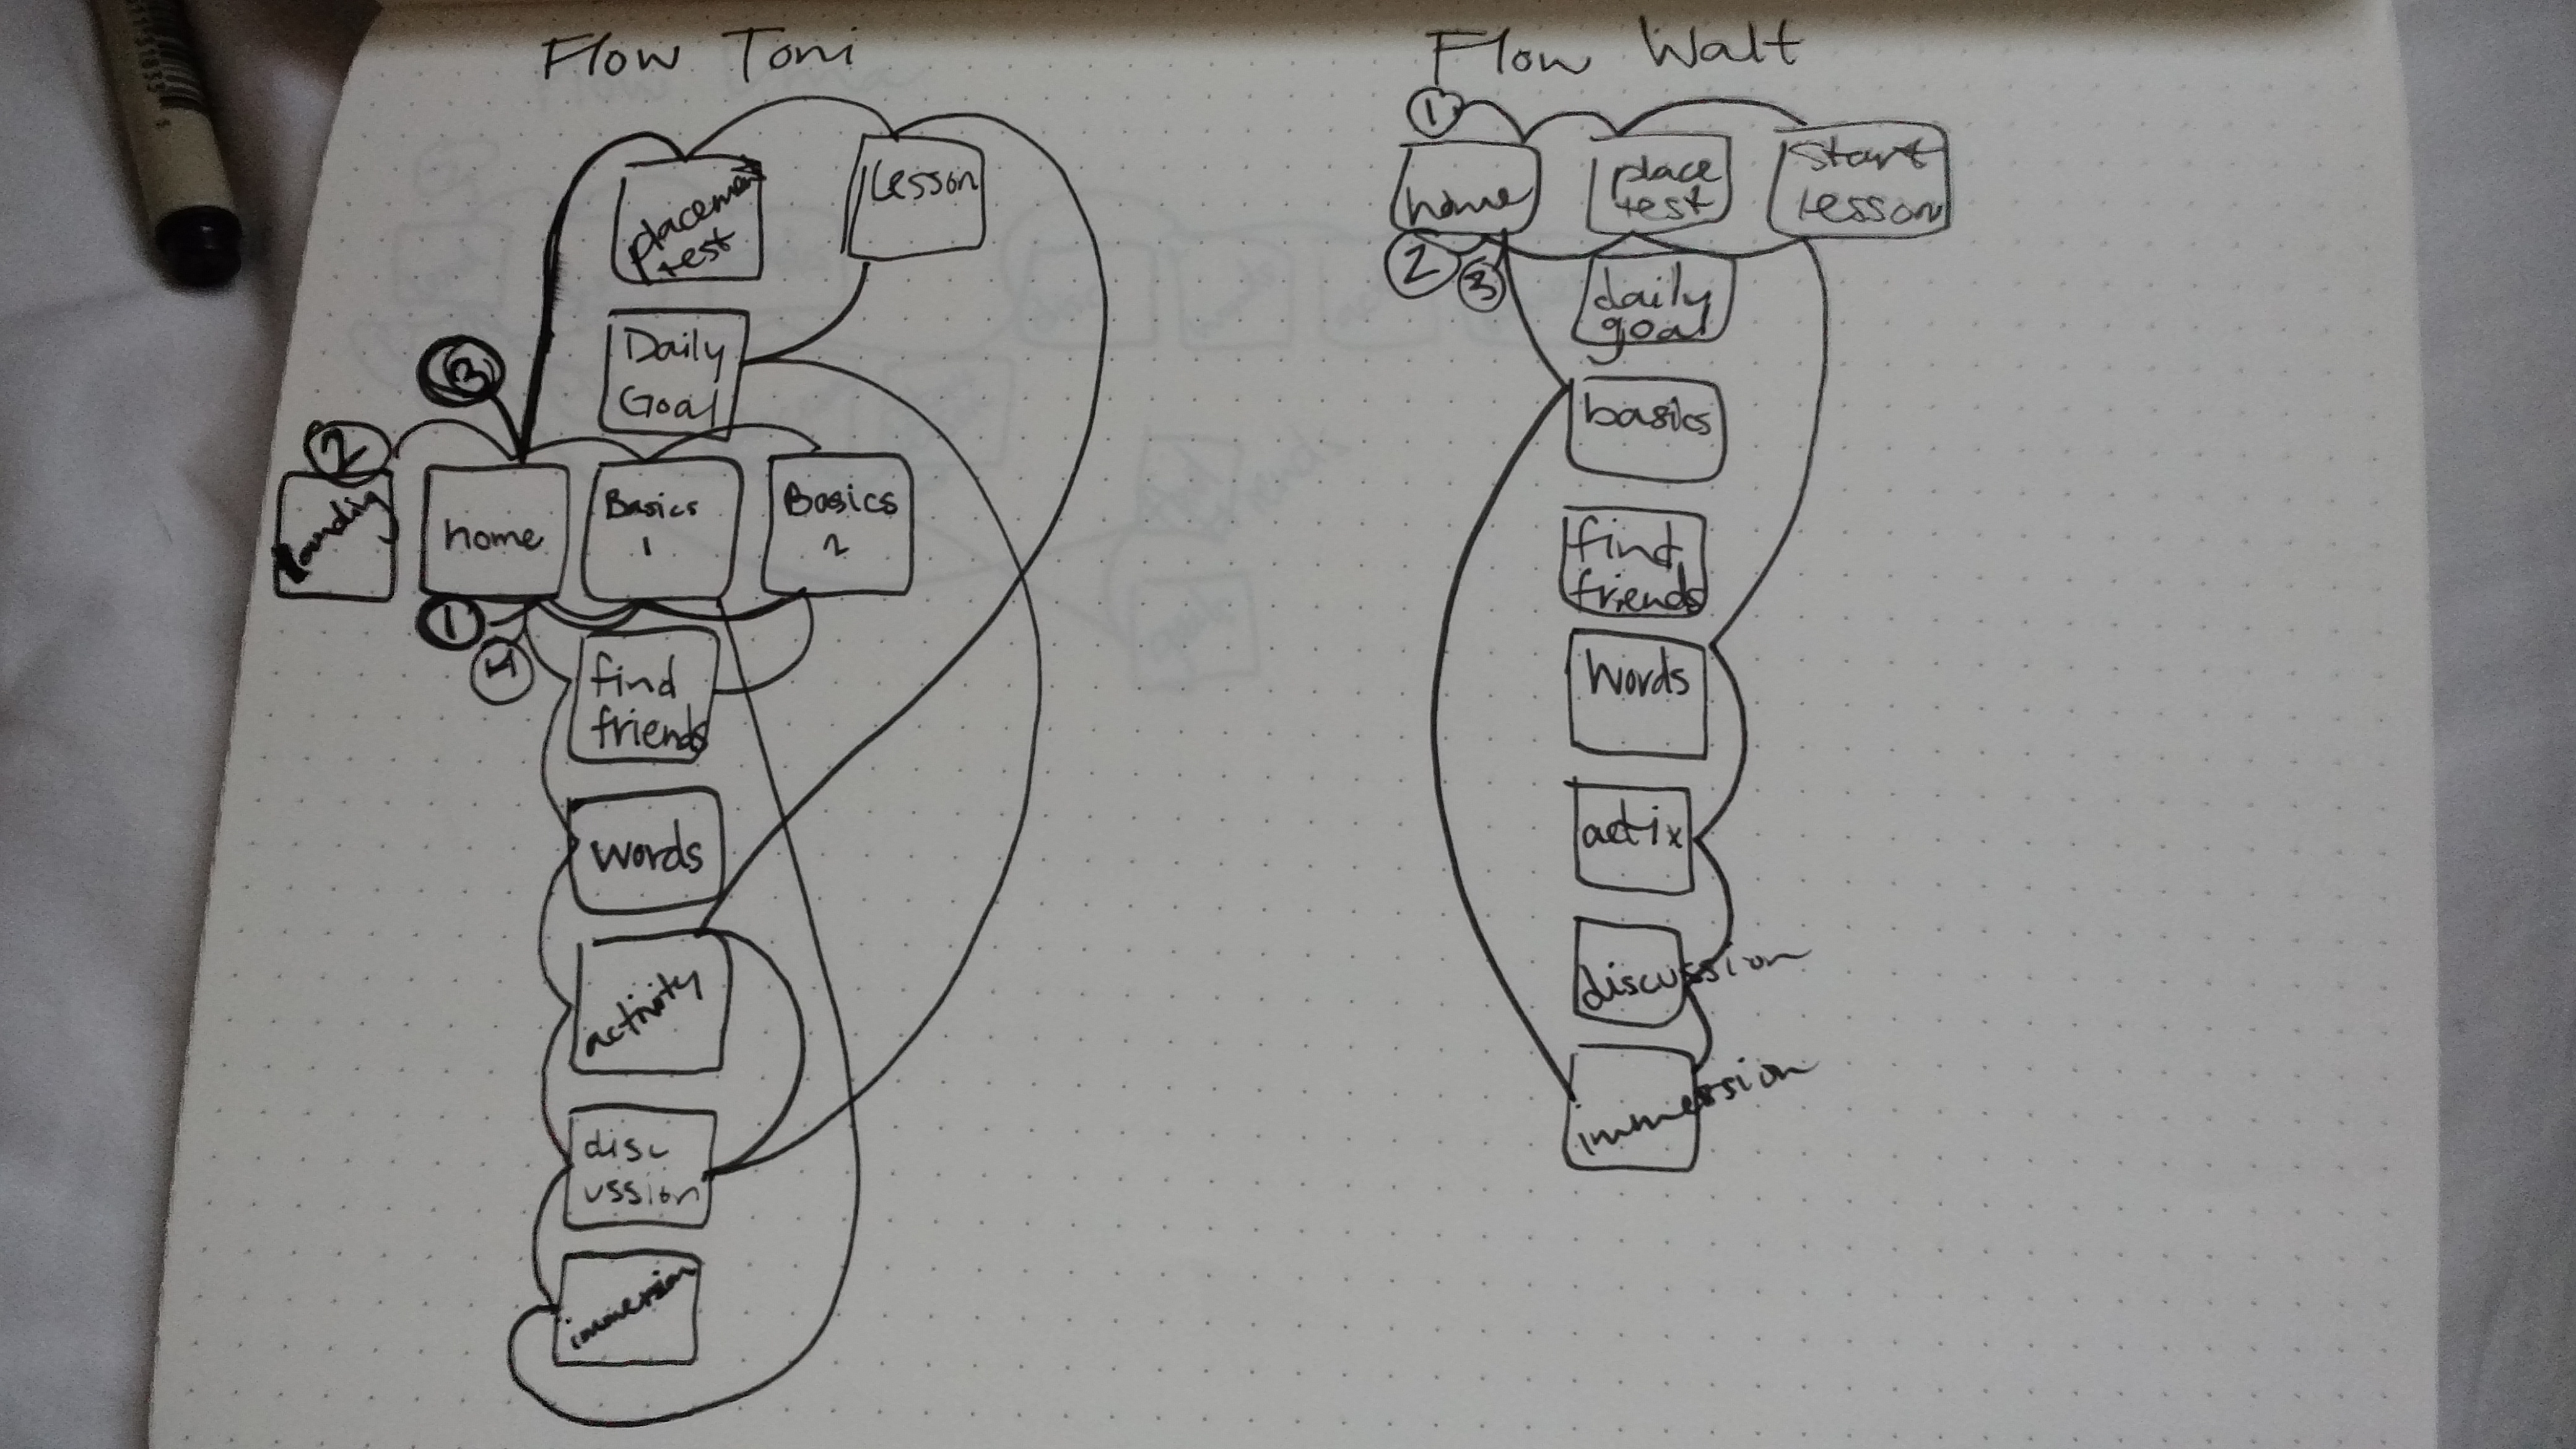 Flow Toni
placement
test
Lesson
Daily
Goal
3
2
landing
home
Basics
1
Basics
2
1
4
find
friends
words
activity
disc
ussion
immersion
Flow Walt
1
home
place
test
start
lesson
2
3
daily
goal
basics
find
friends
Words
discussion
immersion